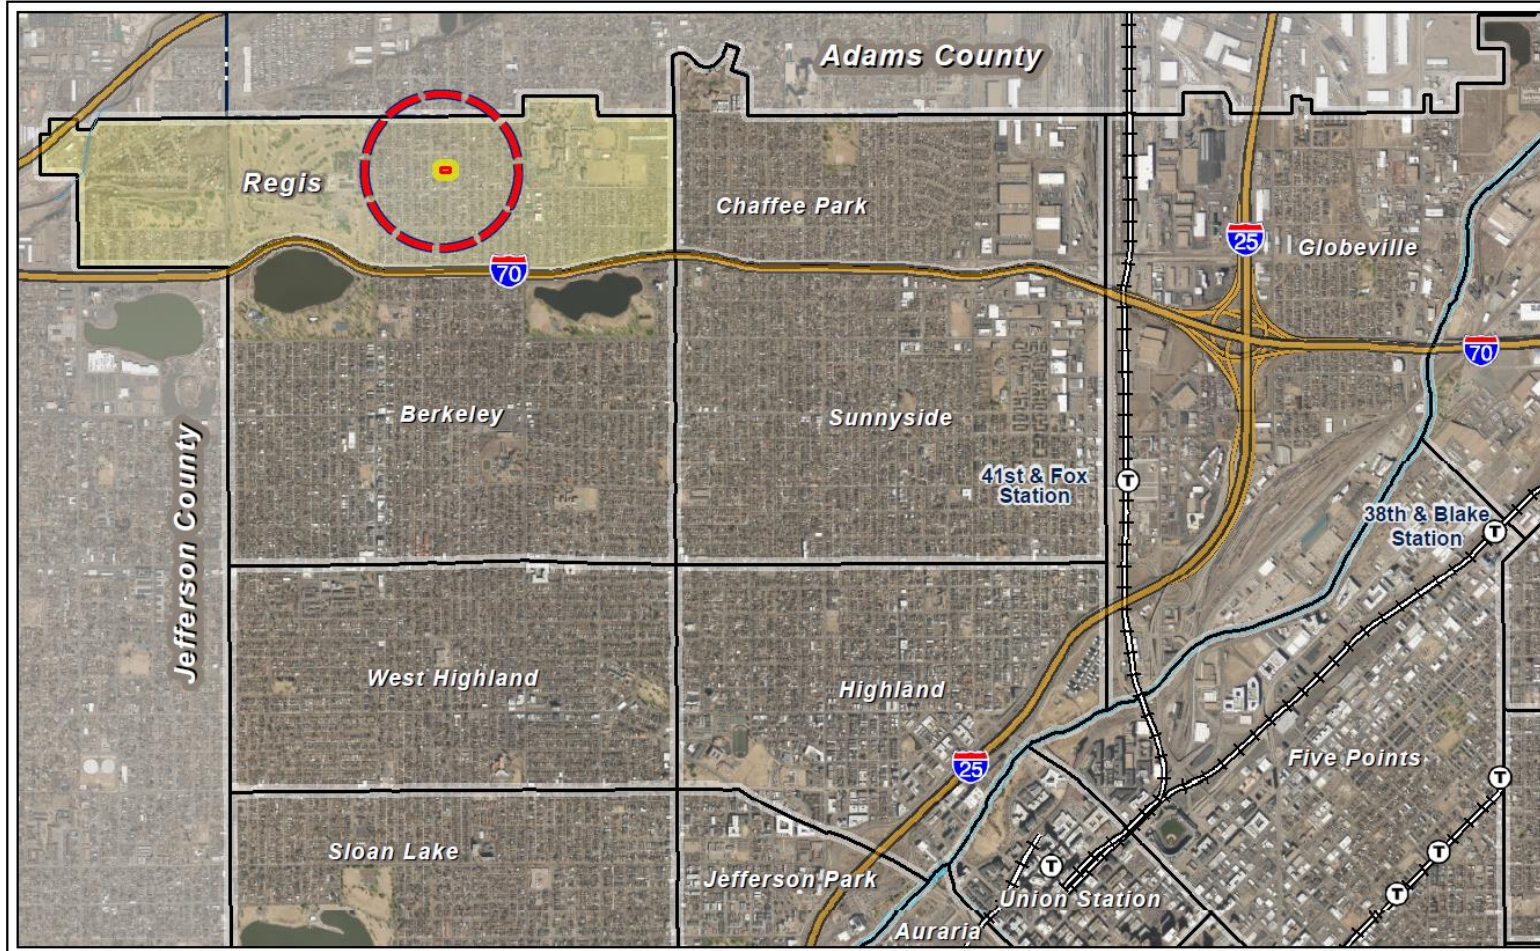 Adams County
Regis
Chaffee Park
25
Globeville
70
70
Berkeley
Sunnyside
Jefferson County
41st & Fox
Station
T
38th & Blake
Station
T
West Highland
Highland
25
Five Points
T
Sloan Lake
Jefferson Park
T
T
Union Station
T
Auraria